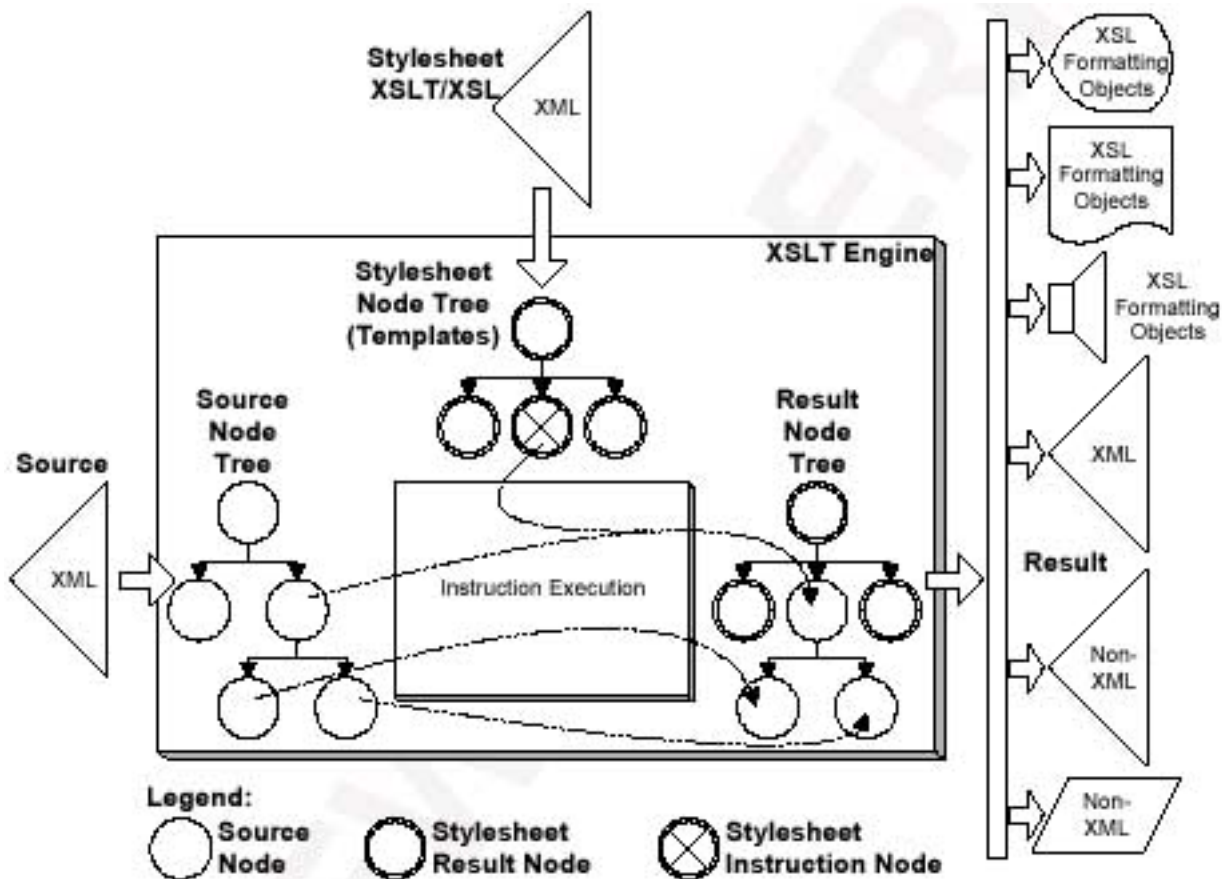 Stylesheet
XSLT/XSL
XML
XSL
Formatting
Objects
XSL
Formatting
Objects
XSL
Formatting
Objects
XSLT Engine
Stylesheet
Node Tree
(Templates)
Source
Node
Tree
Result
Node
Tree
Source
XML
Instruction Execution
XML
Result
Non-
XML
Non-
XML
Legend:
Source
Node
Stylesheet
Result Node
Stylesheet
Instruction Node